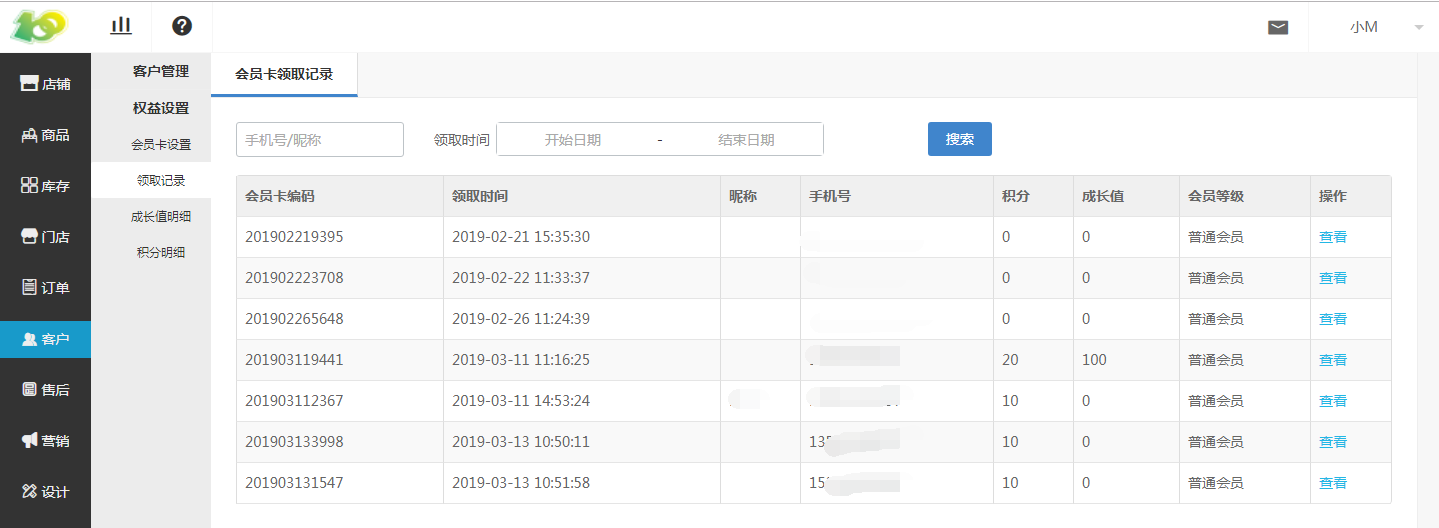 小M
店铺
商品
库存
门店
订单
客户
售后
营销
设计
客户管理
权益设置
会员卡设置
领取记录
成长值明细
积分明细
会员卡领取记录
手机号/昵称 领取时间 开始日期 - 结束日期 搜索
会员卡编码 领取时间 昵称 手机号 积分 成长值 会员等级 操作
201902219395 2019-02-21 15:35:30 0 0 普通会员 查看
201902223708 2019-02-22 11:33:37 0 0 普通会员 查看
201902265648 2019-02-26 11:24:39 0 0 普通会员 查看
201903119441 2019-03-11 11:16:25 20 100 普通会员 查看
201903112367 2019-03-11 14:53:24 10 0 普通会员 查看
201903133998 2019-03-13 10:50:11 10 0 普通会员 查看
201903131547 2019-03-13 10:51:58 10 0 普通会员 查看